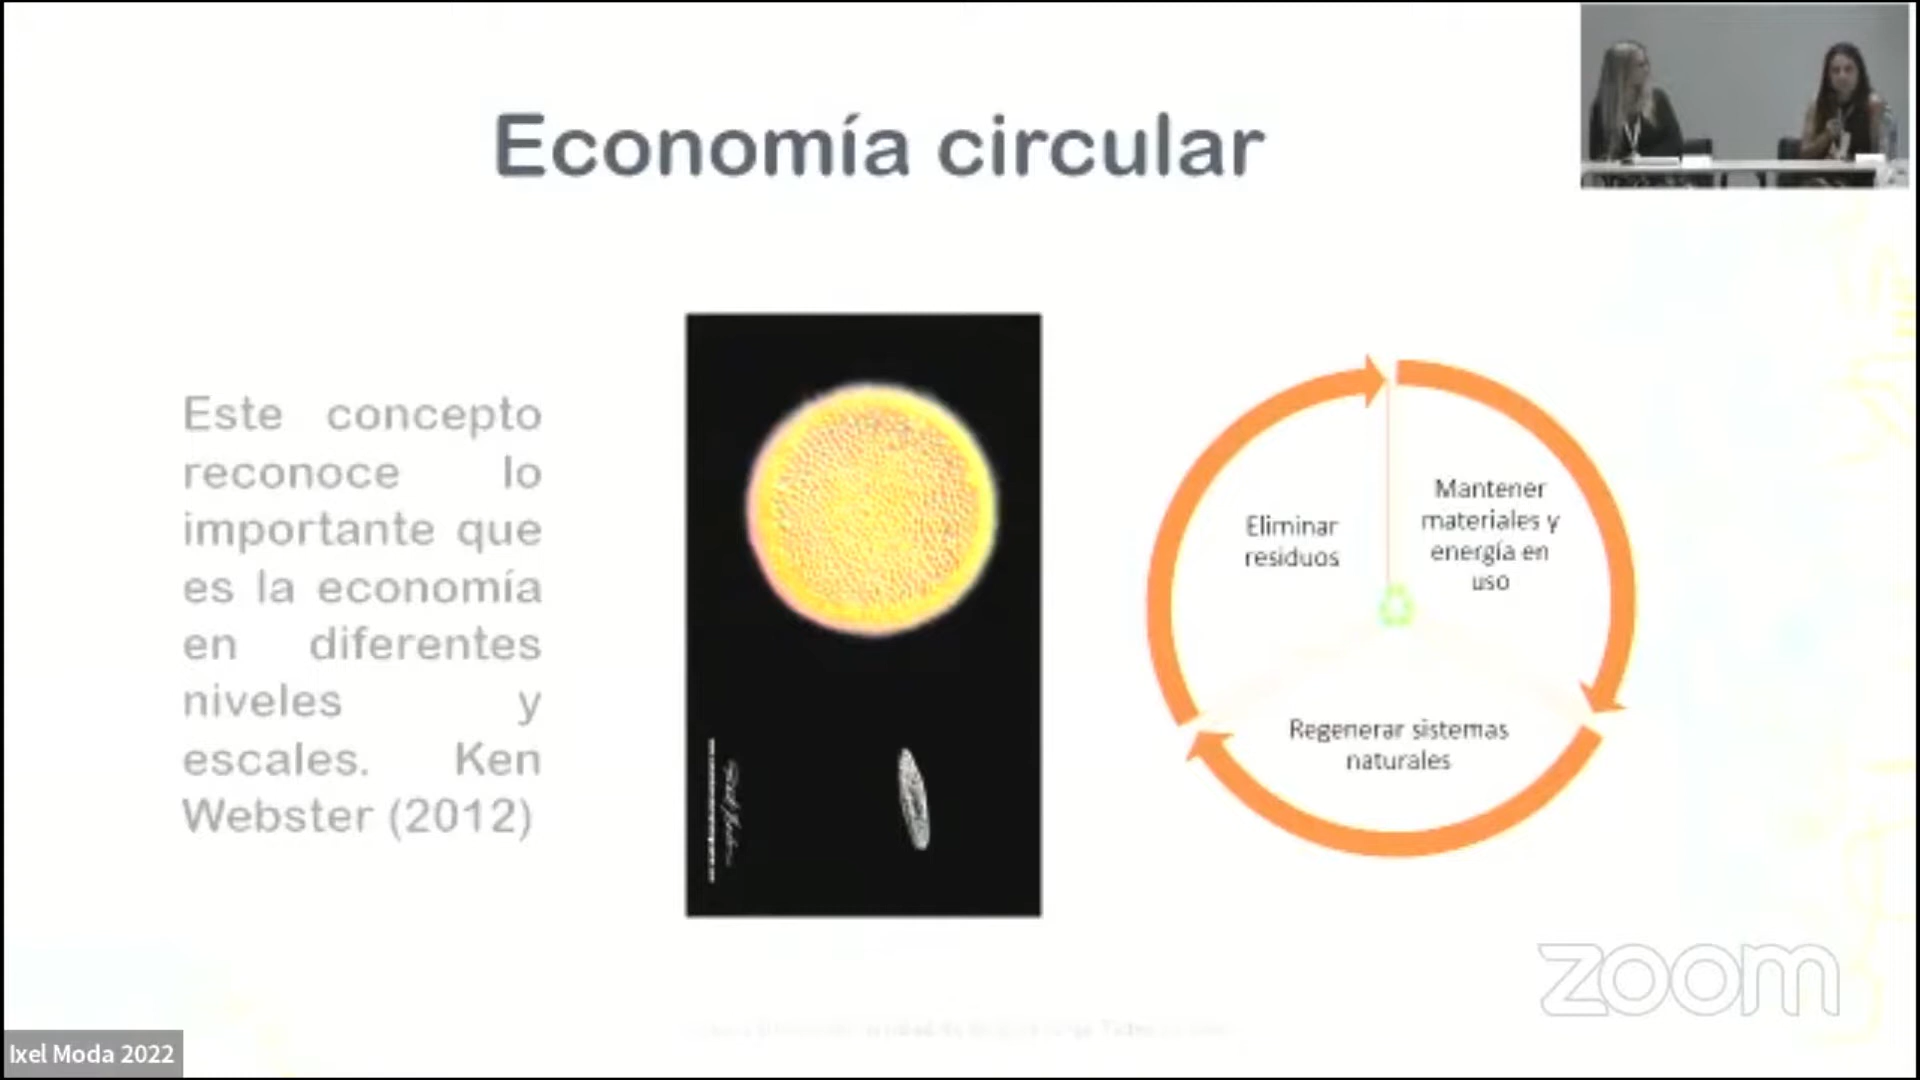 Economía circular
Este concepto
reconoce lo
importante que
es la economía
en diferentes
niveles y
escales. Ken
Webster (2012)
Eliminar
residuos
Mantener
materiales y
energía en
uso
Regenerar sistemas
naturales
zoom
Ixel Moda 2022